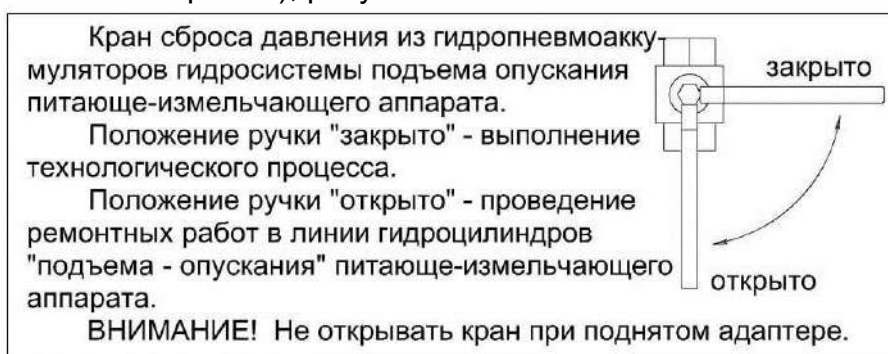 Кран сброса давления из гидропневмоакку-
муляторов гидросистемы подъема опускания
питающе-измельчающего аппарата.
Положение ручки "закрыто" - выполнение
технологического процесса.
Положение ручки "открыто" - проведение
ремонтных работ в линии гидроцилиндров
"подъема - опускания" питающе-измельчающего
аппарата.
ВНИМАНИЕ! Не открывать кран при поднятом адаптере.
закрыто
открыто